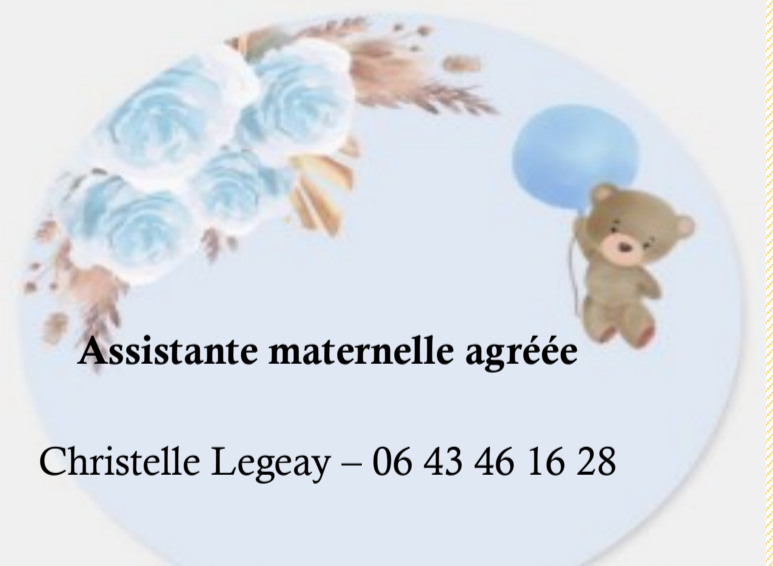 Assistante maternelle agréée
Christelle Legeay – 06 43 46 16 28